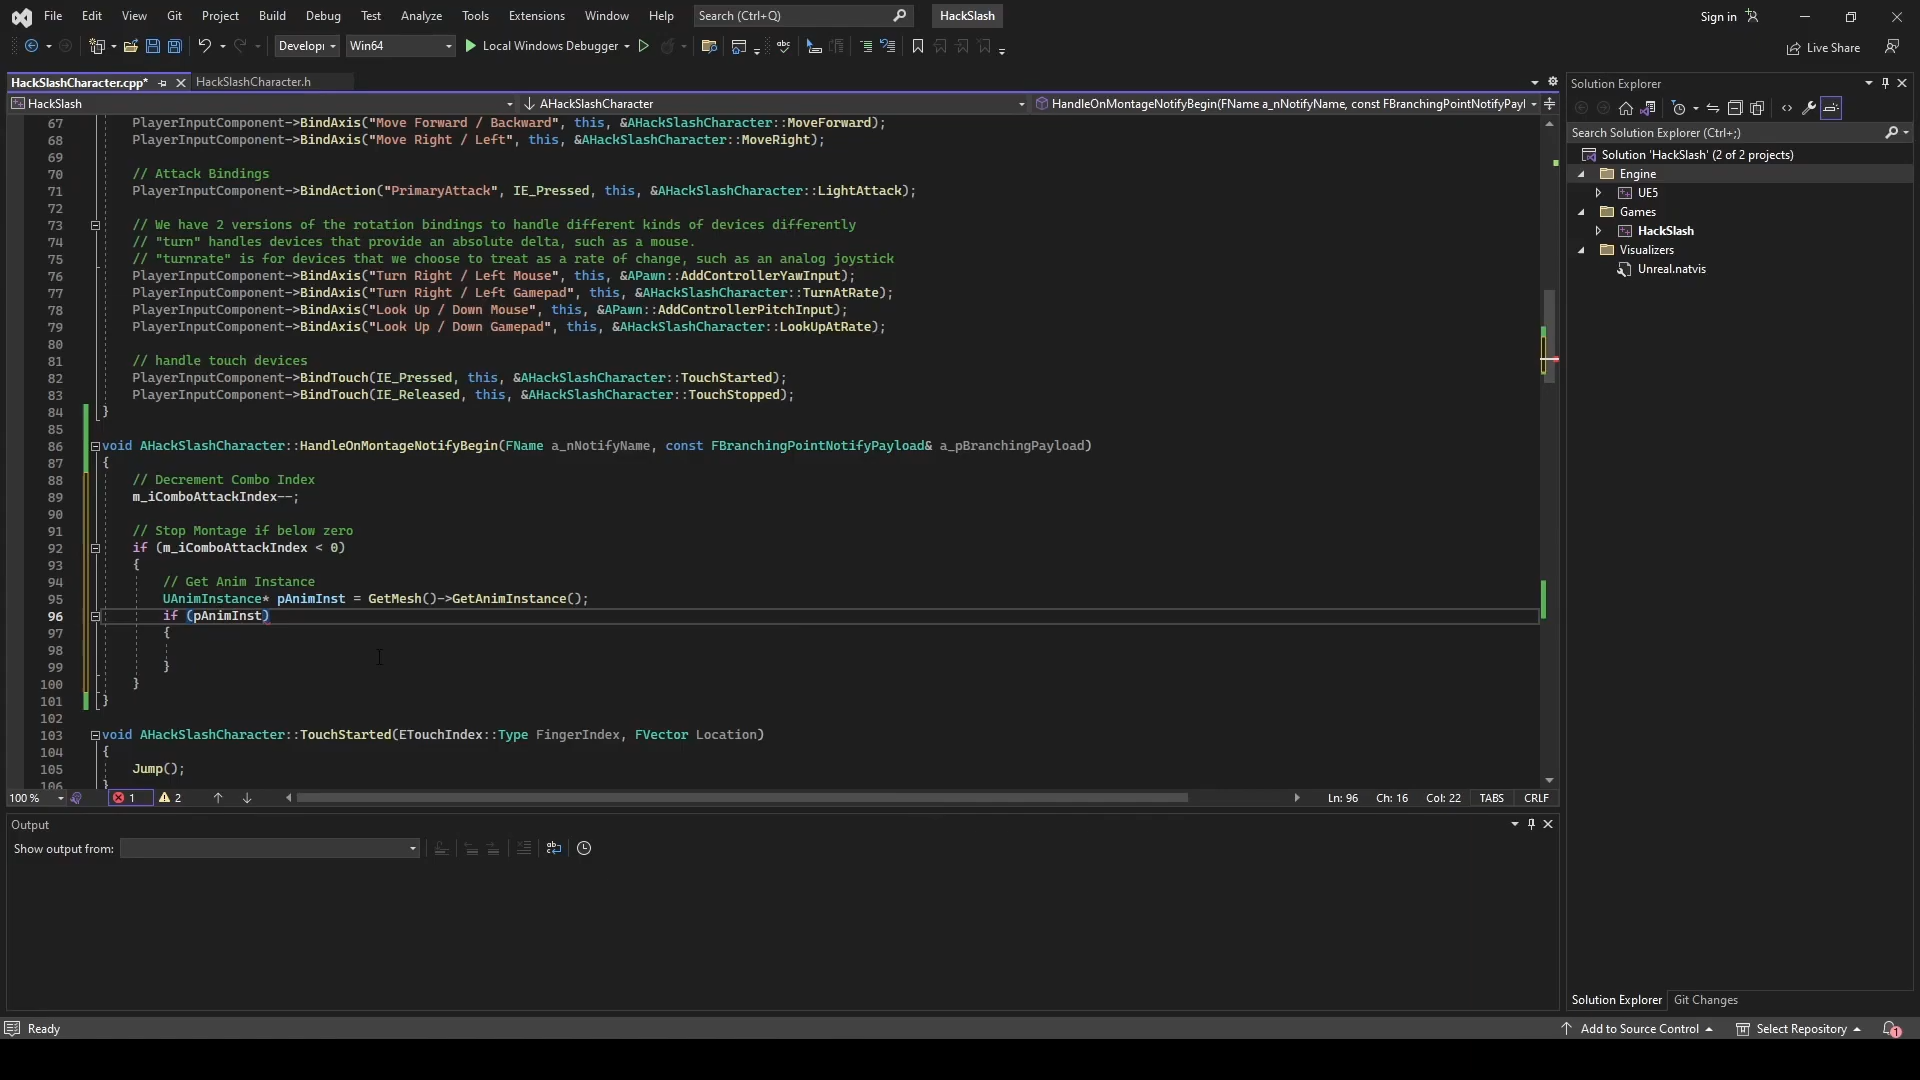 File Edit View Git Project Build Debug Test Analyze Tools Extensions Window Help Search (Ctrl+Q) HackSlash Sign in
Develop Win64 Local Windows Debugger Live Share
HackSlashCharacter.cpp* HackSlashCharacter.h
HackSlash AHackSlashCharacter HandleOnMontageNotifyBegin(FName a_nNotifyName, const FBranchingPointNotifyPayl
67 PlayerInputComponent->BindAxis("Move Forward / Backward", this, &AHackSlashCharacter::MoveForward);
68 PlayerInputComponent->BindAxis("Move Right / Left", this, &AHackSlashCharacter::MoveRight);
69
70 // Attack Bindings
71 PlayerInputComponent->BindAction("PrimaryAttack", IE_Pressed, this, &AHackSlashCharacter::LightAttack);
72
73 // We have 2 versions of the rotation bindings to handle different kinds of devices differently
74 // "turn" handles devices that provide an absolute delta, such as a mouse.
75 // "turnrate" is for devices that we choose to treat as a rate of change, such as an analog joystick
76 PlayerInputComponent->BindAxis("Turn Right / Left Mouse", this, &APawn::AddControllerYawInput);
77 PlayerInputComponent->BindAxis("Turn Right / Left Gamepad", this, &AHackSlashCharacter::TurnAtRate);
78 PlayerInputComponent->BindAxis("Look Up / Down Mouse", this, &APawn::AddControllerPitchInput);
79 PlayerInputComponent->BindAxis("Look Up / Down Gamepad", this, &AHackSlashCharacter::LookUpAtRate);
80
81 // handle touch devices
82 PlayerInputComponent->BindTouch(IE_Pressed, this, &AHackSlashCharacter::TouchStarted);
83 PlayerInputComponent->BindTouch(IE_Released, this, &AHackSlashCharacter::TouchStopped);
84 }
85
86 void AHackSlashCharacter::HandleOnMontageNotifyBegin(FName a_nNotifyName, const FBranchingPointNotifyPayload& a_pBranchingPayload)
87 {
88 // Decrement Combo Index
89 m_iComboAttackIndex--;
90
91 // Stop Montage if below zero
92 if (m_iComboAttackIndex < 0)
93 {
94 // Get Anim Instance
95 UAnimInstance* pAnimInst = GetMesh()->GetAnimInstance();
96 if (pAnimInst)
97 {
98
99 }
100 }
101 }
102
103 void AHackSlashCharacter::TouchStarted(ETouchIndex::Type FingerIndex, FVector Location)
104 {
105 Jump();
106 }
100 % 1 2 Ln: 96 Ch: 16 Col: 22 TABS CRLF
Output
Show output from:
Solution Explorer
Search Solution Explorer (Ctrl+;)
Solution 'HackSlash' (2 of 2 projects)
Engine
UE5
Games
HackSlash
Visualizers
Unreal.natvis
Solution Explorer Git Changes
Ready Add to Source Control Select Repository 1